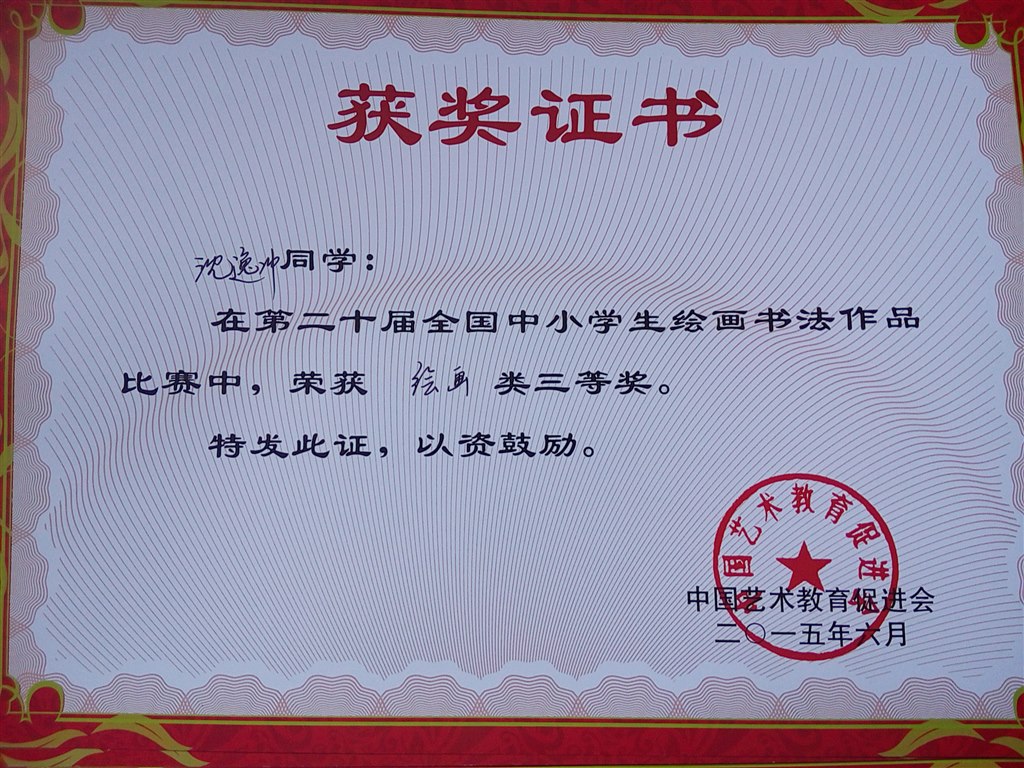 获奖证书
沈逸冲同学：
在第二十届全国中小学生绘画书法作品
比赛中，荣获 绘画 类三等奖。
特发此证，以资鼓励。
中国艺术教育促进会
中国艺术教育促进会
二〇一五年六月